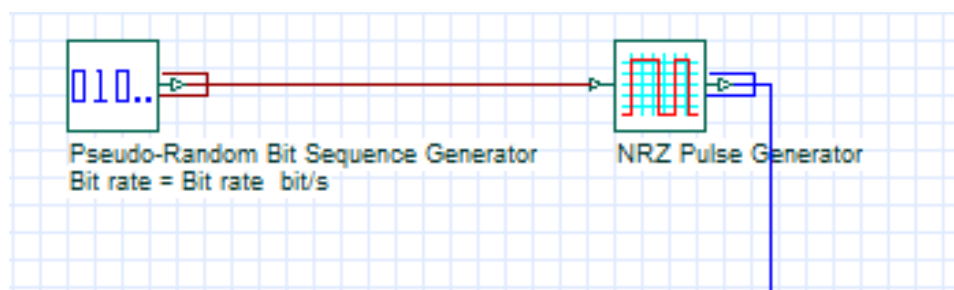 010..
Pseudo-Random Bit Sequence Generator
Bit rate = Bit rate  bit/s
NRZ Pulse Generator